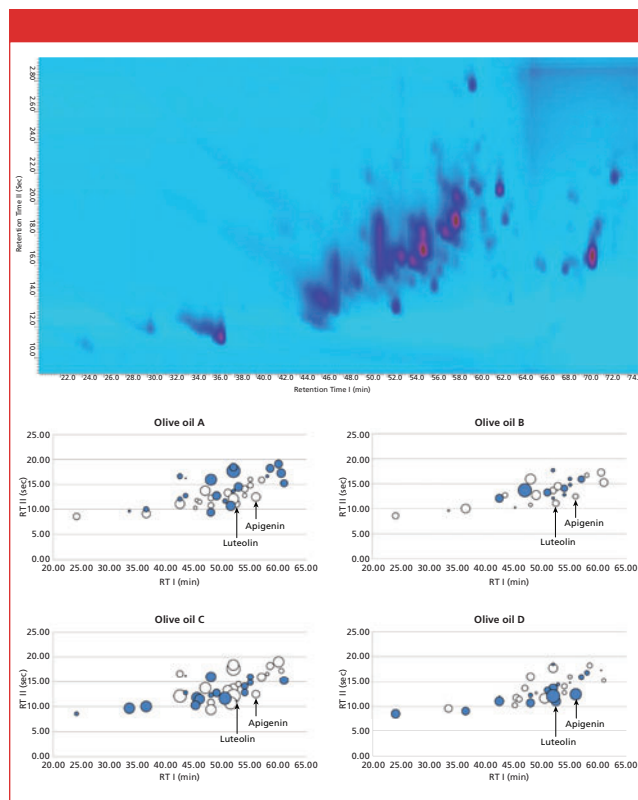 2.80
2.60
24.0
22.0
20.0
18.0
16.0
14.0
12.0
10.0
Retention Time II (Sec)
22.0 24.0 28.0 30.0 32.0 34.0 36.0 38.0 40.0 42.0 44.0 46.0 48.0 50.0 52.0 54.0 56.0 58.0 60.0 62.0 64.0 66.0 68.0 70.0 72.0
Retention Time I (min)
Olive oil A
25.00
20.00
15.00
10.00
5.00
0.00
RT II (sec)
Luteolin
Apigenin
20.00 25.00 30.00 35.00 40.00 45.00 50.00 55.00 60.00 65.00
RT I (min)
Olive oil B
25.00
20.00
15.00
10.00
5.00
0.00
RT II (sec)
Apigenin
Luteolin
20.00 25.00 30.00 35.00 40.00 45.00 50.00 55.00 60.00 65.00
RT I (min)
Olive oil C
25.00
20.00
15.00
10.00
5.00
0.00
RT II (sec)
Apigenin
Luteolin
20.00 25.00 30.00 35.00 40.00 45.00 50.00 55.00 60.00 65.00
RT I (min)
Olive oil D
25.00
20.00
15.00
10.00
5.00
0.00
RT II (sec)
Apigenin
Luteolin
20.00 25.00 30.00 35.00 40.00 45.00 50.00 55.00 60.00 65.00
RT I (min)